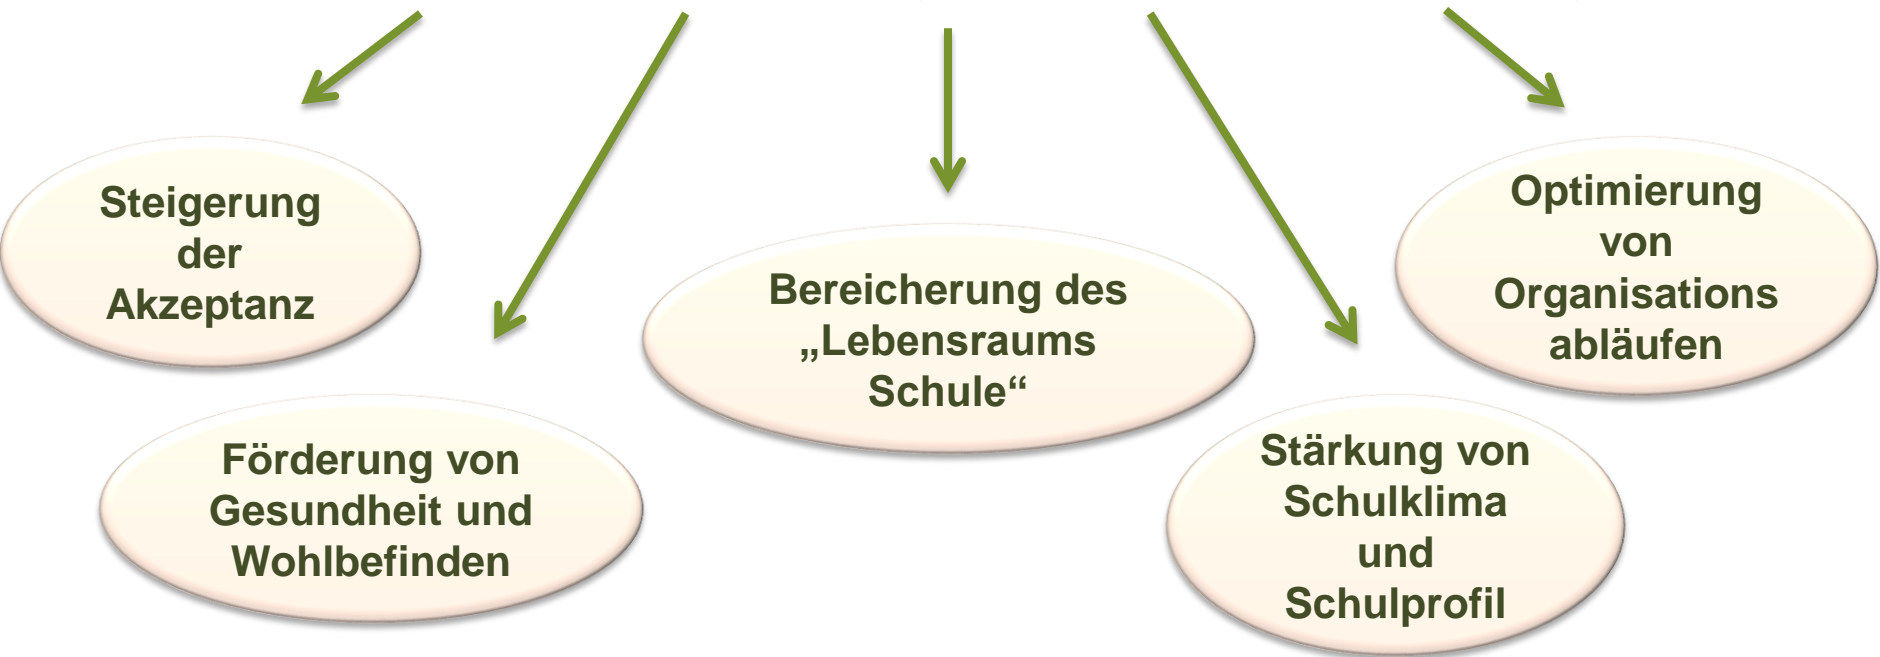 Steigerung
der
Akzeptanz
Förderung von
Gesundheit und
Wohlbefinden
Bereicherung des
„Lebensraums
Schule“
Stärkung von
Schulklima
und
Schulprofil
Optimierung
von
Organisations
abläufen